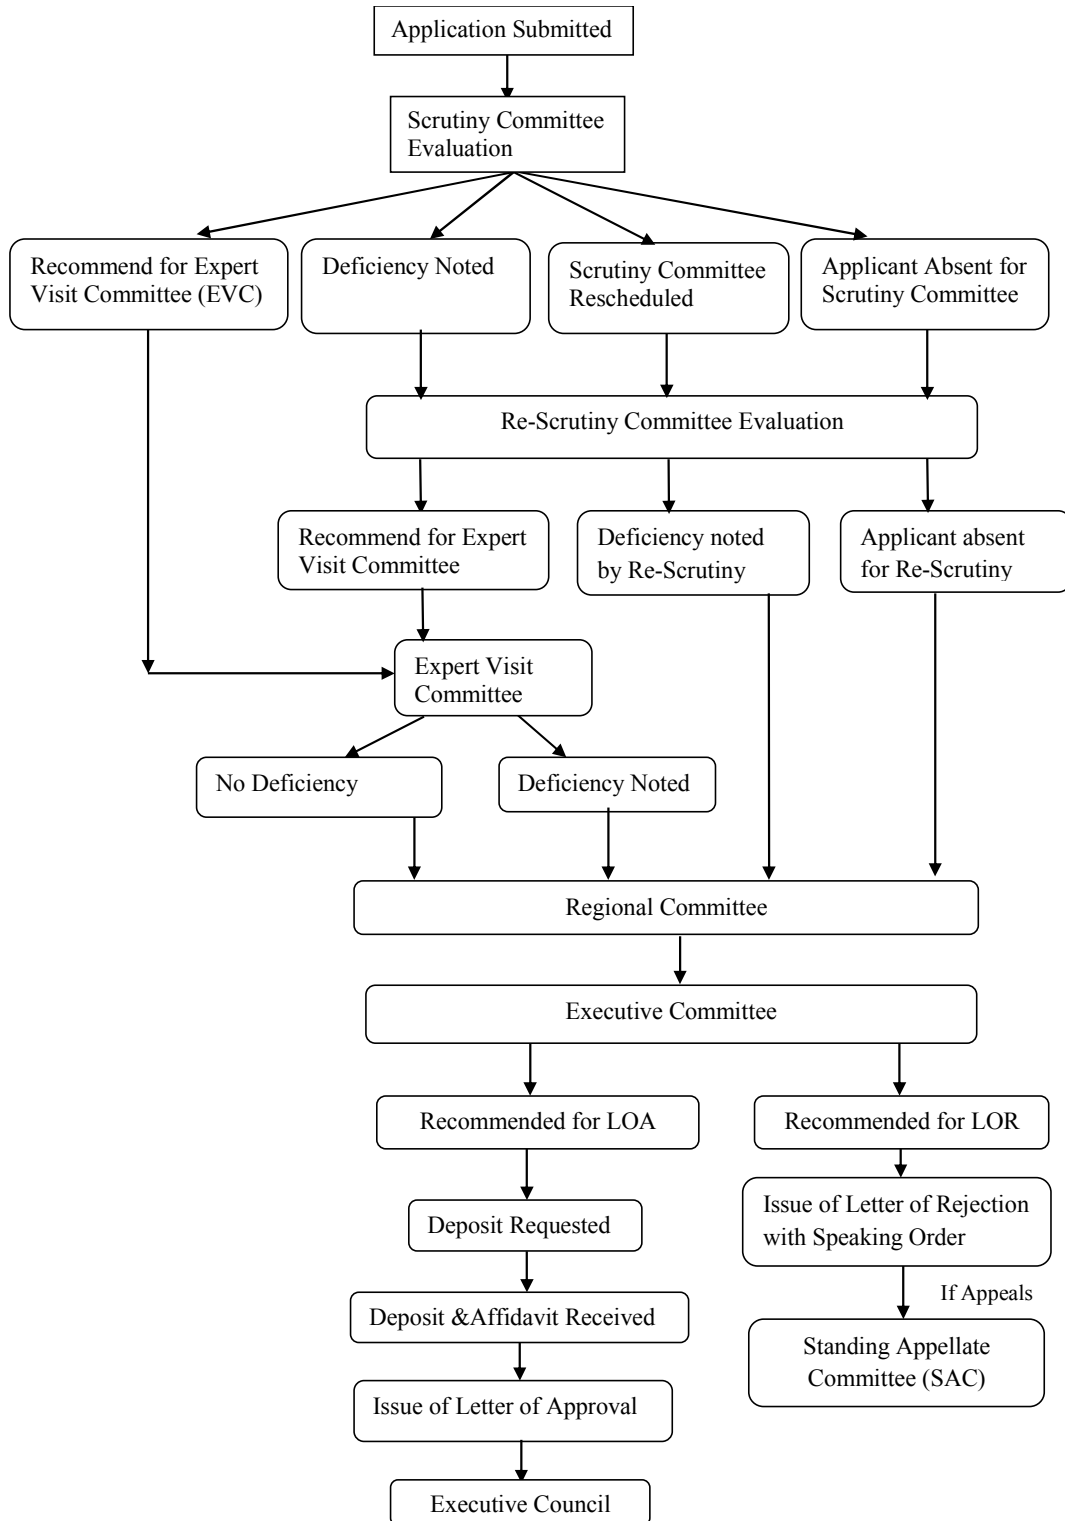 Application Submitted
Scrutiny Committee
Evaluation
Recommend for Expert
Visit Committee (EVC)
Deficiency Noted
Scrutiny Committee
Rescheduled
Applicant Absent for
Scrutiny Committee
Re-Scrutiny Committee Evaluation
Recommend for Expert
Visit Committee
Deficiency noted
by Re-Scrutiny
Applicant absent
for Re-Scrutiny
Expert Visit
Committee
No Deficiency
Deficiency Noted
Regional Committee
Executive Committee
Recommended for LOA
Recommended for LOR
Deposit Requested
Issue of Letter of Rejection
with Speaking Order
If Appeals
Deposit &Affidavit Received
Standing Appellate
Committee (SAC)
Issue of Letter of Approval
Executive Council